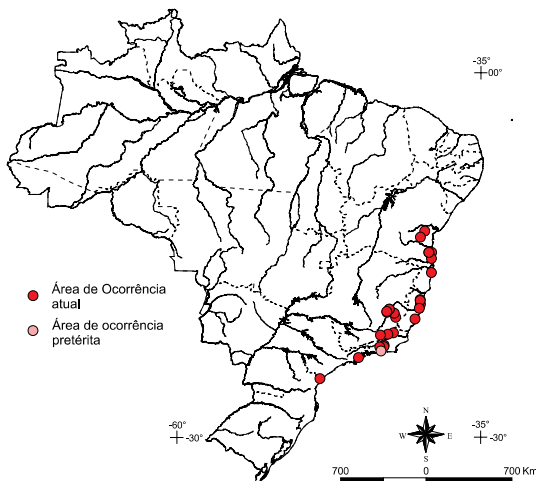 -35°
00°
Área de Ocorrência
atual
Área de ocorrência
pretérita
-60°
-30°
N
W E
S
-35°
-30°
700 0 700 Km